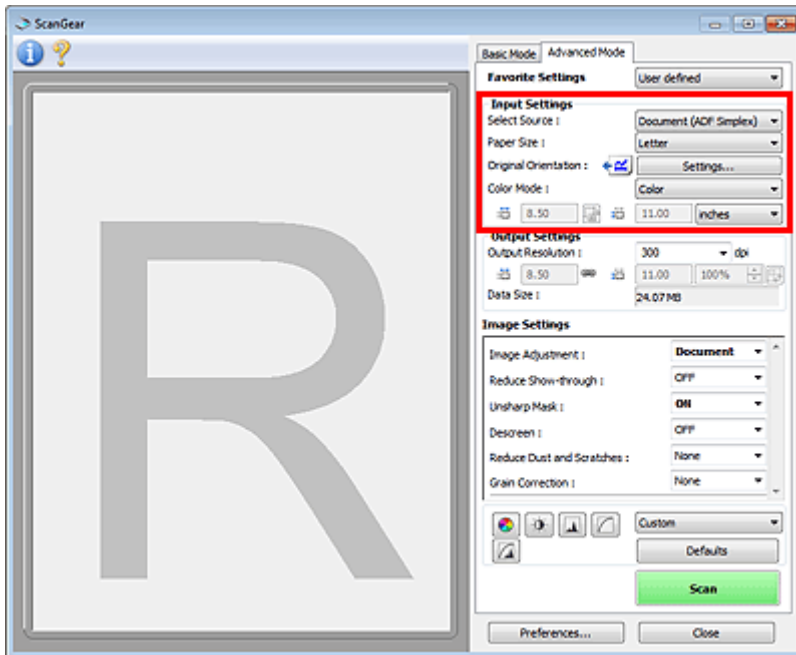 ScanGear
Basic Mode Advanced Mode
Favorite Settings User defined
Input Settings
Select Source : Document (ADF Simplex)
Paper Size : Letter
Original Orientation : R Settings...
Color Mode : Color
8.50 11.00 inches
Output Settings
Output Resolution : 300 dpi
8.50 11.00 100%
Data Size : 24.07 MB
Image Settings
Image Adjustment : Document
Reduce Show-through : OFF
Unsharp Mask : ON
Descreen : OFF
Reduce Dust and Scratches : None
Grain Correction : None
Custom
Defaults
Scan
Preferences... Close
R